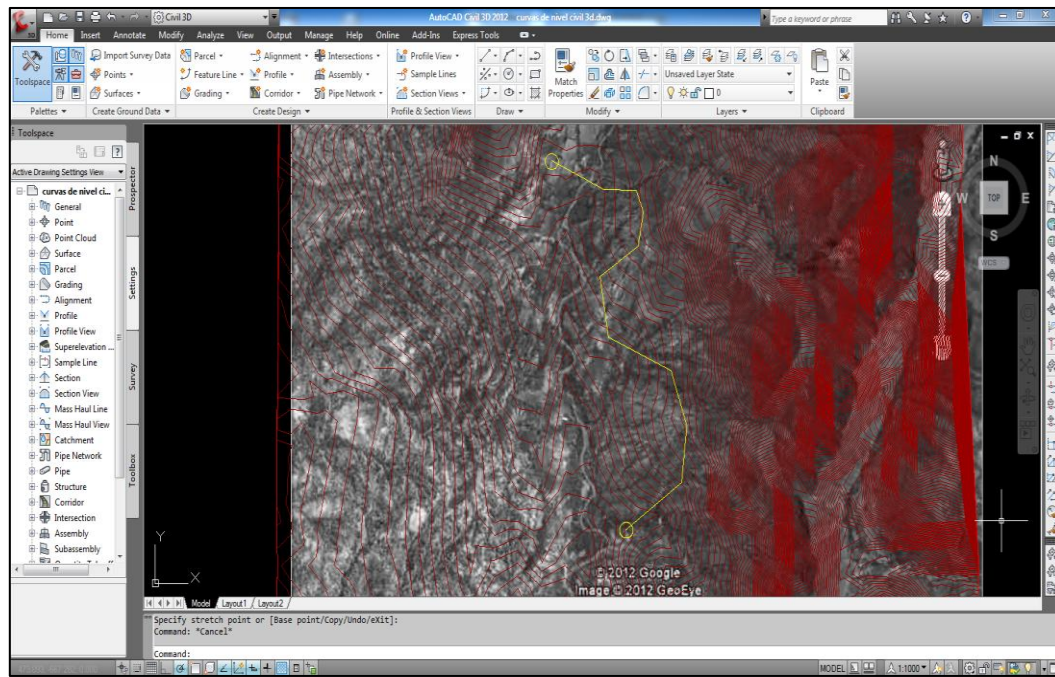 Civil 3D
AutoCAD Civil 3D 2012 curvas de nivel civil 3d.dwg
Type a keyword or phrase
3D
Home Insert Annotate Modify Analyze View Output Manage Help Online Add-Ins Express Tools
Toolspace
Import Survey Data
Points
Surfaces
Parcel
Feature Line
Grading
Alignment
Profile
Corridor
Intersections
Assembly
Pipe Network
Profile View
Sample Lines
Section Views
Match
Properties
Unsaved Layer State
0
Paste
Palettes
Create Ground Data
Create Design
Profile & Section Views
Draw
Modify
Layers
Clipboard
Toolspace
Active Drawing Settings View
curvas de nivel ci...
General
Point
Point Cloud
Surface
Parcel
Grading
Alignment
Profile
Profile View
Superelevation ...
Sample Line
Section
Section View
Mass Haul Line
Mass Haul View
Catchment
Pipe Network
Pipe
Structure
Corridor
Intersection
Assembly
Subassembly
Prospector
Settings
Survey
Toolbox
N
W
TOP
E
S
WCS
Y
X
© 2012 Google
Image © 2012 GeoEye
Model Layout1 Layout2
Specify stretch point or [Base point/Copy/Undo/eXit]:
Command: *Cancel*
Command:
MODEL
1:1000